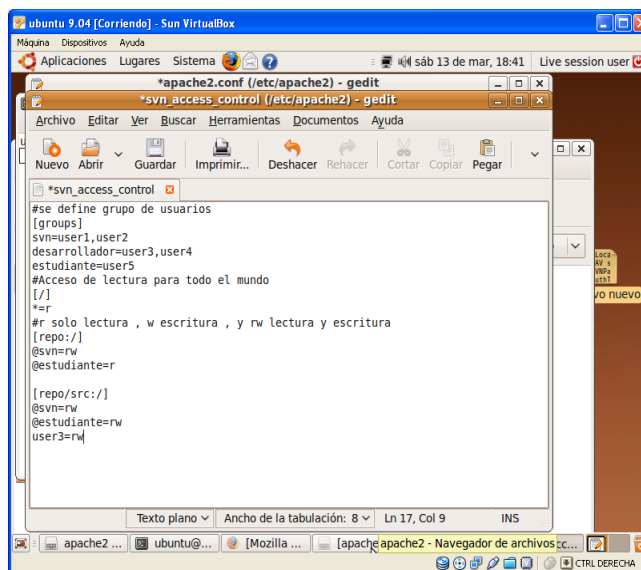 ubuntu 9.04 [Corriendo] - Sun VirtualBox
Máquina Dispositivos Ayuda
Aplicaciones Lugares Sistema sáb 13 de mar, 18:41 Live session user
*apache2.conf (/etc/apache2) - gedit
*svn_access_control (/etc/apache2) - gedit
Archivo Editar Ver Buscar Herramientas Documentos Ayuda
Nuevo Abrir Guardar Imprimir... Deshacer Rehacer Cortar Copiar Pegar
*svn_access_control
#se define grupo de usuarios
[groups]
svn=user1,user2
desarrollador=user3,user4
estudiante=user5
#Acceso de lectura para todo el mundo
[/]
*=r
#r solo lectura , w escritura , y rw lectura y escritura
[repo:/]
@svn=rw
@estudiante=r
[repo/src:/]
@svn=rw
@estudiante=rw
user3=rw
vo nuevo
Texto plano Ancho de la tabulación: 8 Ln 17, Col 9 INS
apache2 ... ubuntu@... [Mozilla ... [apache apache2 - Navegador de archivos cc...
CTRL DERECHA